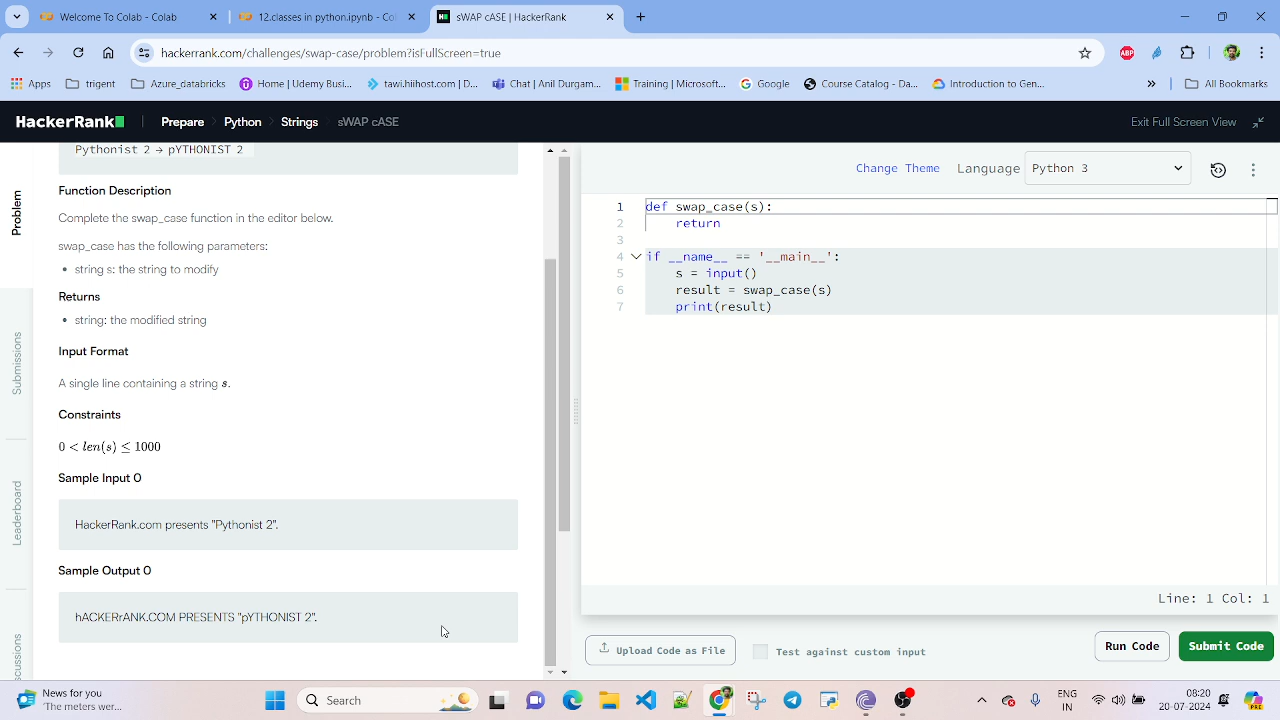 Welcome To Colab - Colab
12.classes in python.ipynb - Col
sWAP cASE | HackerRank
hackerrank.com/challenges/swap-case/problem?isFullScreen=true
ABP
Apps
trigent
Azure_databricks
Home | Udemy Busi...
tawi.hihost.com | D...
Chat | Anil Durgam...
Training | Microsoft...
Google
Course Catalog - Da...
Introduction to Gen...
»
All Bookmarks
HackerRank
Prepare > Python > Strings > sWAP cASE
Exit Full Screen View
Problem
Submissions
Leaderboard
Pythonist 2 → pYTHONIST 2
Function Description
Complete the swap_case function in the editor below.
swap_case has the following parameters:
• string s: the string to modify
Returns
• string: the modified string
Input Format
A single line containing a string s.
Constraints
0 < len(s) ≤ 1000
Sample Input 0
HackerRank.com presents "Pythonist 2".
Sample Output 0
hACKERrANK.COM PRESENTS "pYTHONIST 2".
Change Theme
Language
Python 3
1 def swap_case(s):
2 return
3
4 if __name__ == '__main__':
5 s = input()
6 result = swap_case(s)
7 print(result)
Line: 1 Col: 1
Upload Code as File
Test against custom input
Run Code
Submit Code
News for you
'The meters wer...
Search
ENG
IN
08:20
20-07-2024
PRE